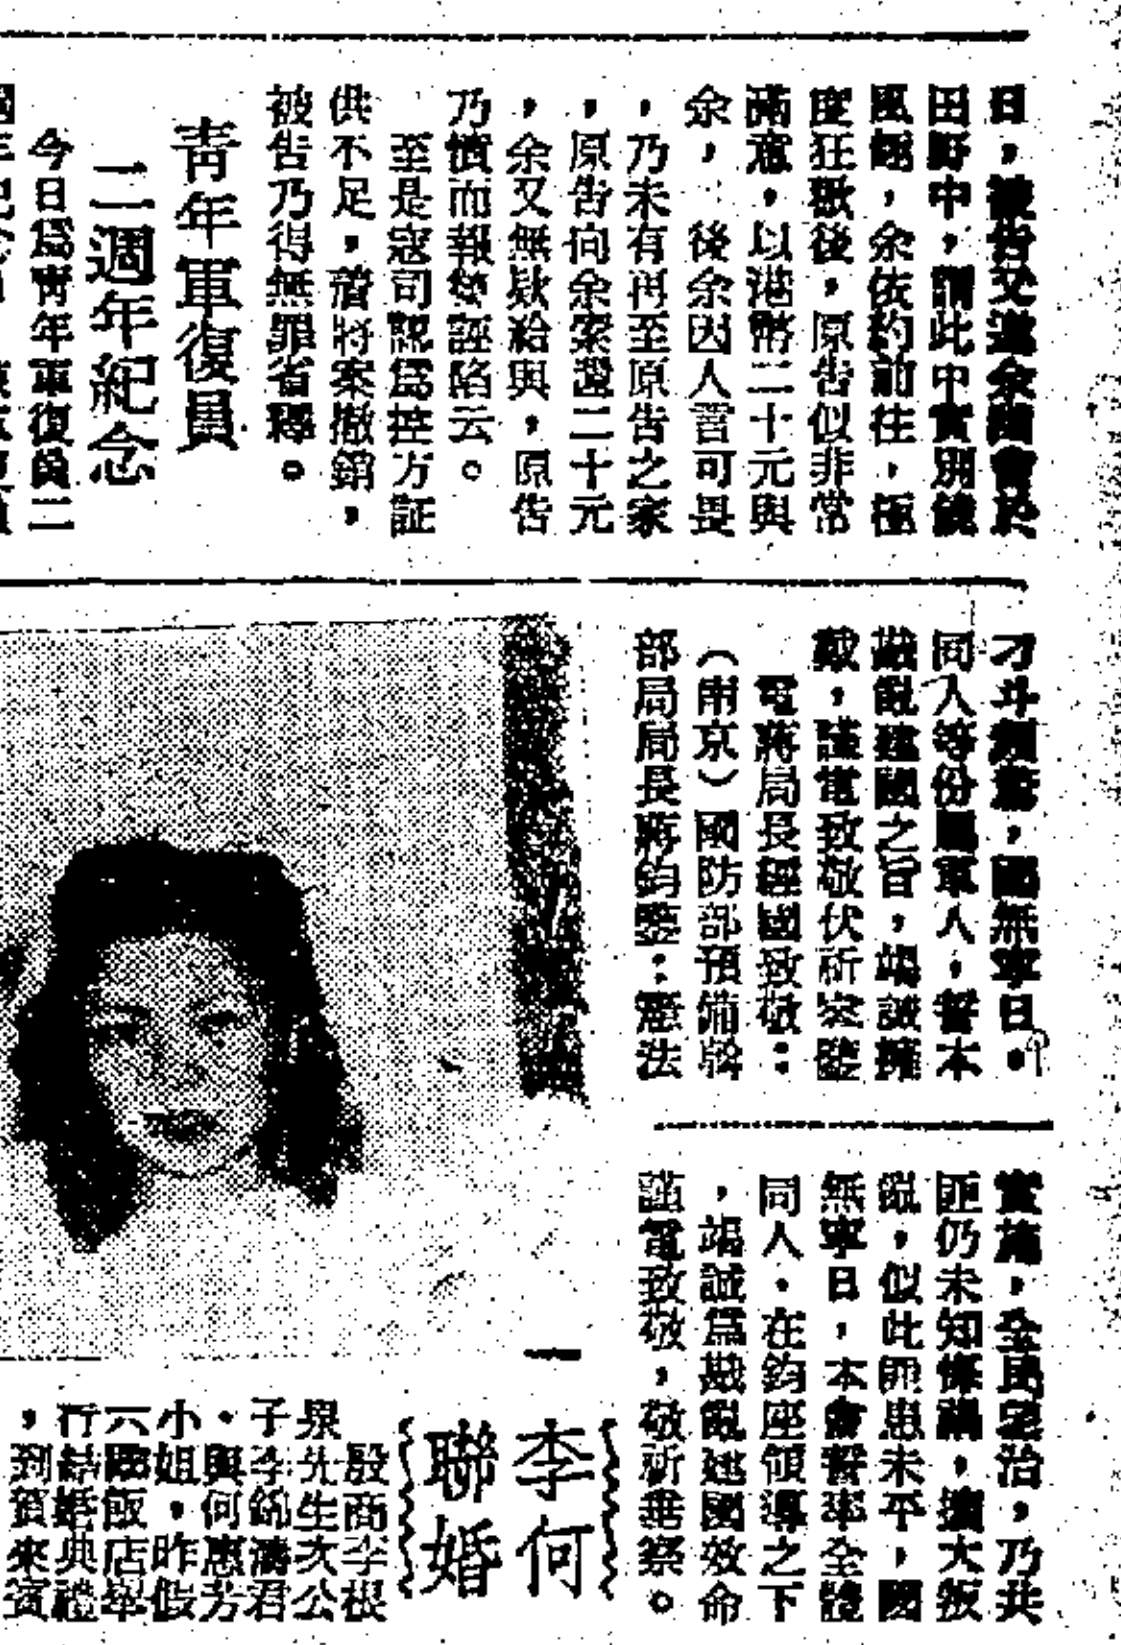 日，被告又邀余幽會於
田野中，謂此中實別饒
風趣，余依約前往，極
度狂歡後，原告似非常
滿意，以港幣二十元與
余，後余因人言可畏
，乃未有再至原告之家
，原告向余索還二十元
，余又無欵給與，原告
乃憤而報警誣陷云。
至是寇司認爲控方証
供不足，着將案撤銷，
被告乃得無罪省釋。
青年軍復員
二週年紀念
今日爲靑年軍復員二
刁斗頻驚，國無寧日。
同人等份屬軍人，誓本
戡亂建國之旨，竭誠擁
戴，謹電致敬伏祈
電蔣局長經國致敬：
（南京）國防部預備幹
部局局長蔣鈞鑒：憲法
實施，全民憲治，乃共
匪仍未知悔禍，擴大叛
亂，似此匪患未平，國
無寧日，本會誓率全體
同人，在鈞座領導之下
，竭誠爲戡亂建國效命
謹電致敬，敬祈垂察。
李何
聯婚
殷商李根
泉先生次公
子李錦濤君
，與何惠芳
小姐，昨假
六國飯店舉
行結婚典禮
，到賀來賓